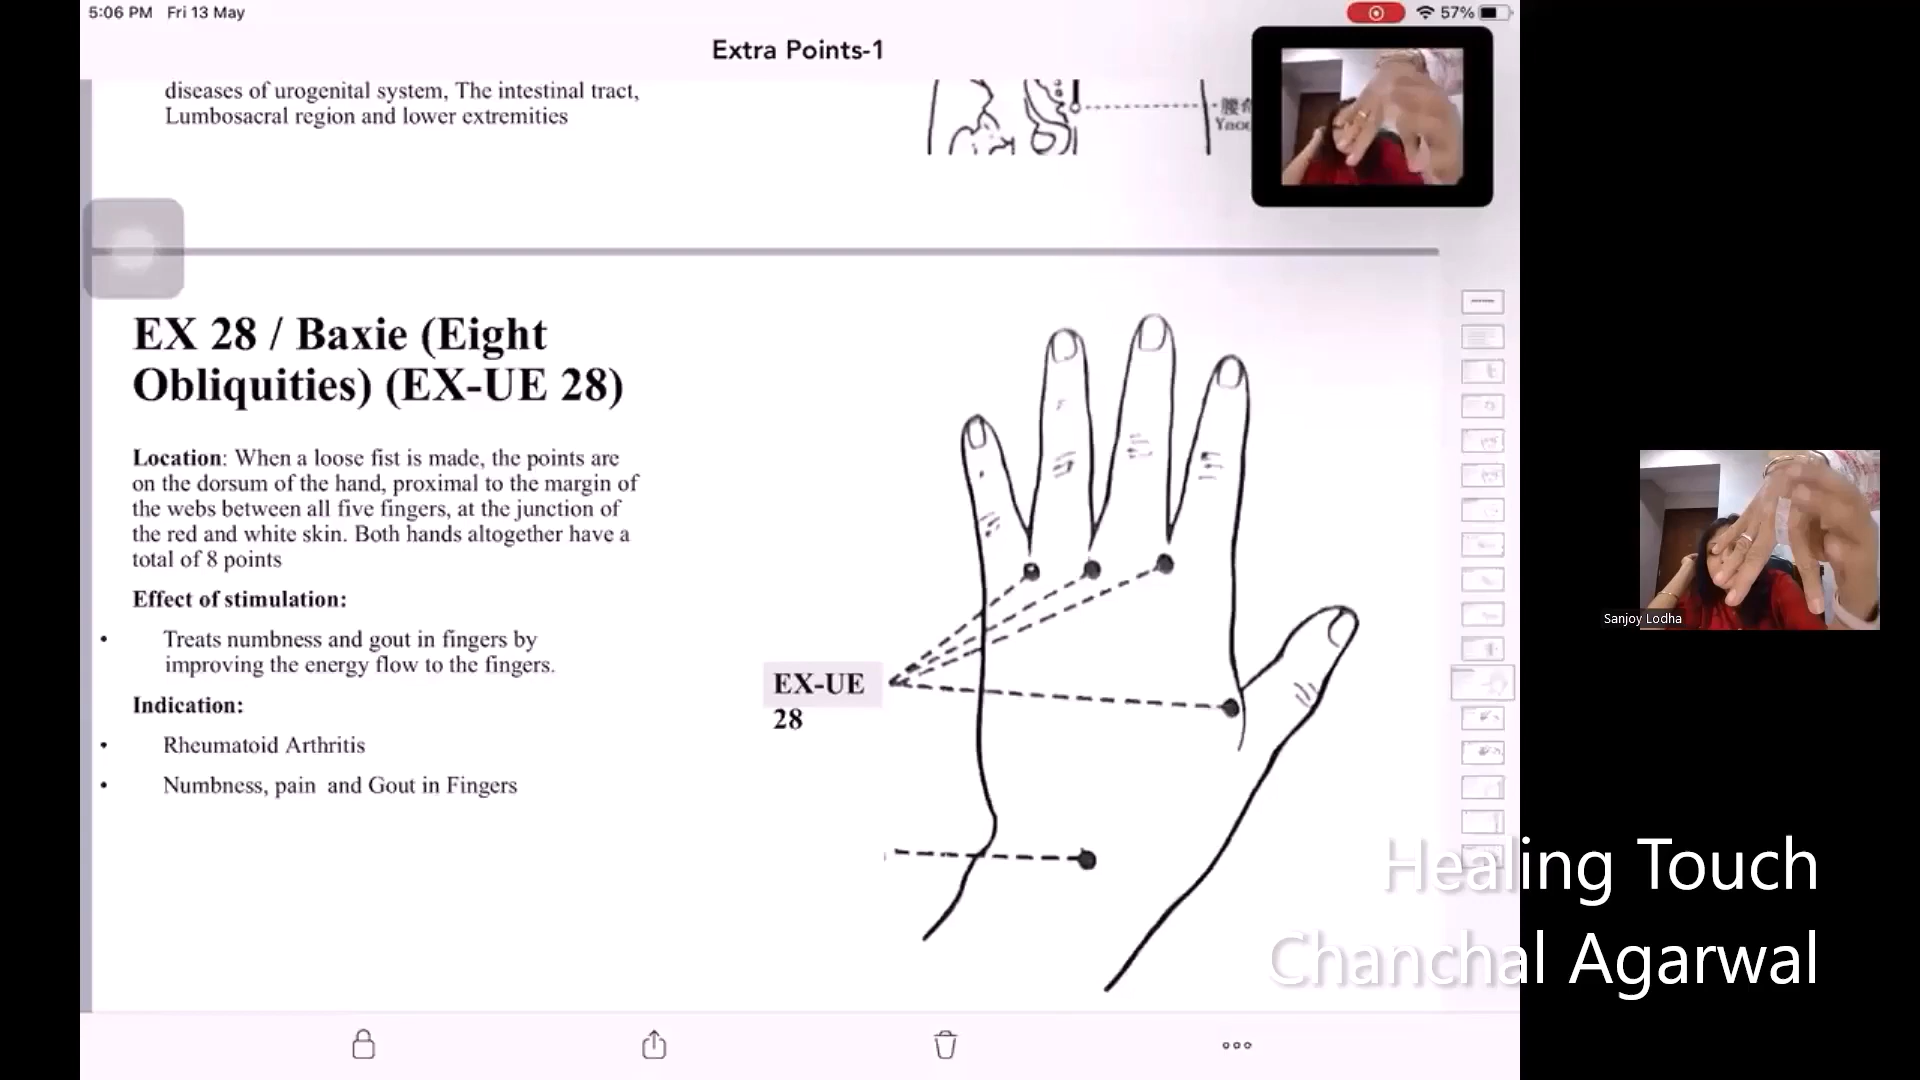 5:06 PM Fri 13 May
57%
Extra Points-1
diseases of urogenital system, The intestinal tract,
Lumbosacral region and lower extremities
EX 28 / Baxie (Eight
Obliquities) (EX-UE 28)
Location: When a loose fist is made, the points are
on the dorsum of the hand, proximal to the margin of
the webs between all five fingers, at the junction of
the red and white skin. Both hands altogether have a
total of 8 points
Effect of stimulation:
• Treats numbness and gout in fingers by
improving the energy flow to the fingers.
Indication:
• Rheumatoid Arthritis
• Numbness, pain and Gout in Fingers
EX-UE
28
Sanjoy Lodha
Healing Touch
Chanchal Agarwal